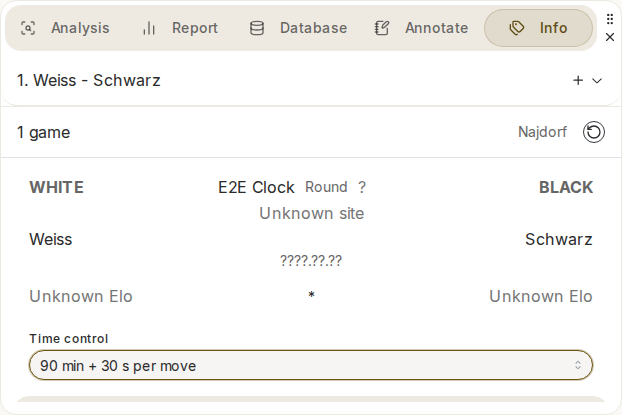 Analysis Report Database Annotate Info
1. Weiss - Schwarz
1 game Najdorf
WHITE E2E Clock Round ? BLACK
Unknown site
Weiss Schwarz
????.??.??
Unknown Elo * Unknown Elo
Time control
90 min + 30 s per move